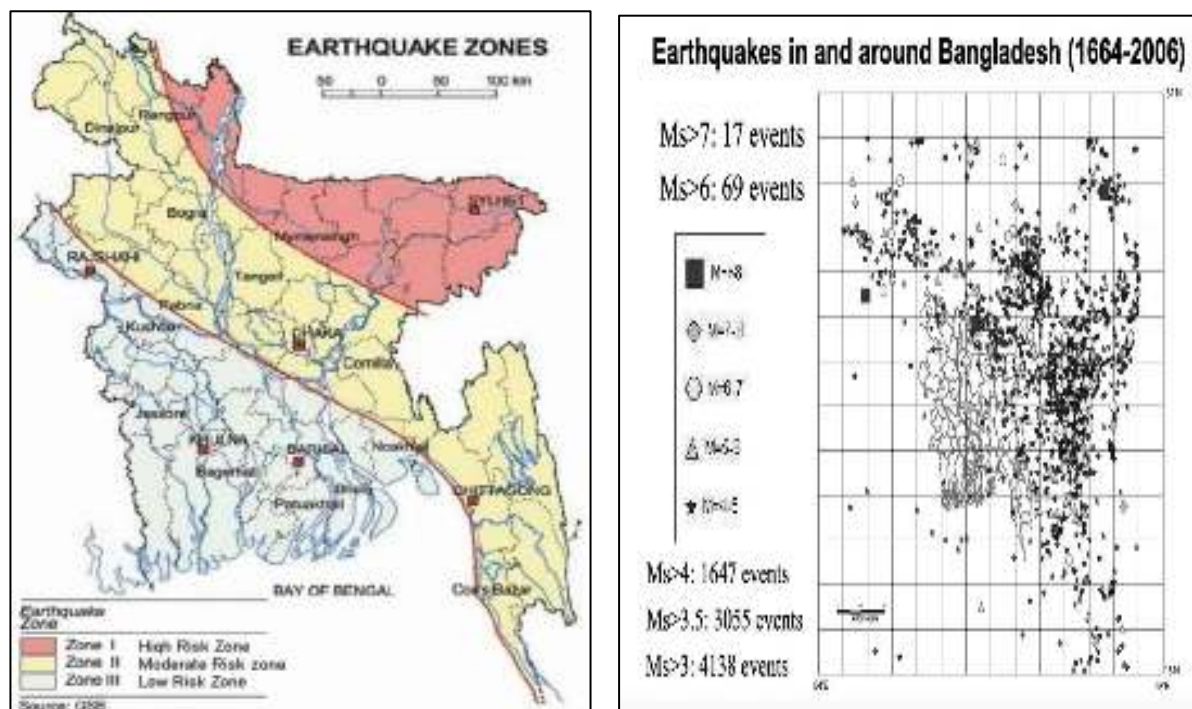 EARTHQUAKE ZONES
50 0 50 100 km
Rangpur
Dinajpur
SYLHET
Bogra
Mymensingh
RAJSHAHI
Tangail
Pabna
DHAKA
Kushtia
Comilla
Jessore
KHULNA
BARISAL
Noakhali
Bagerhat
CHITTAGONG
Patuakhali
BAY OF BENGAL
Cox's Bazar
Earthquake
Zone
Zone I High Risk Zone
Zone II Moderate Risk zone
Zone III Low Risk Zone
Source: GSB
Earthquakes in and around Bangladesh (1664-2006)
Ms>7: 17 events
Ms>6: 69 events
Ms>4: 1647 events
Ms>3.5: 3055 events
Ms>3: 4138 events